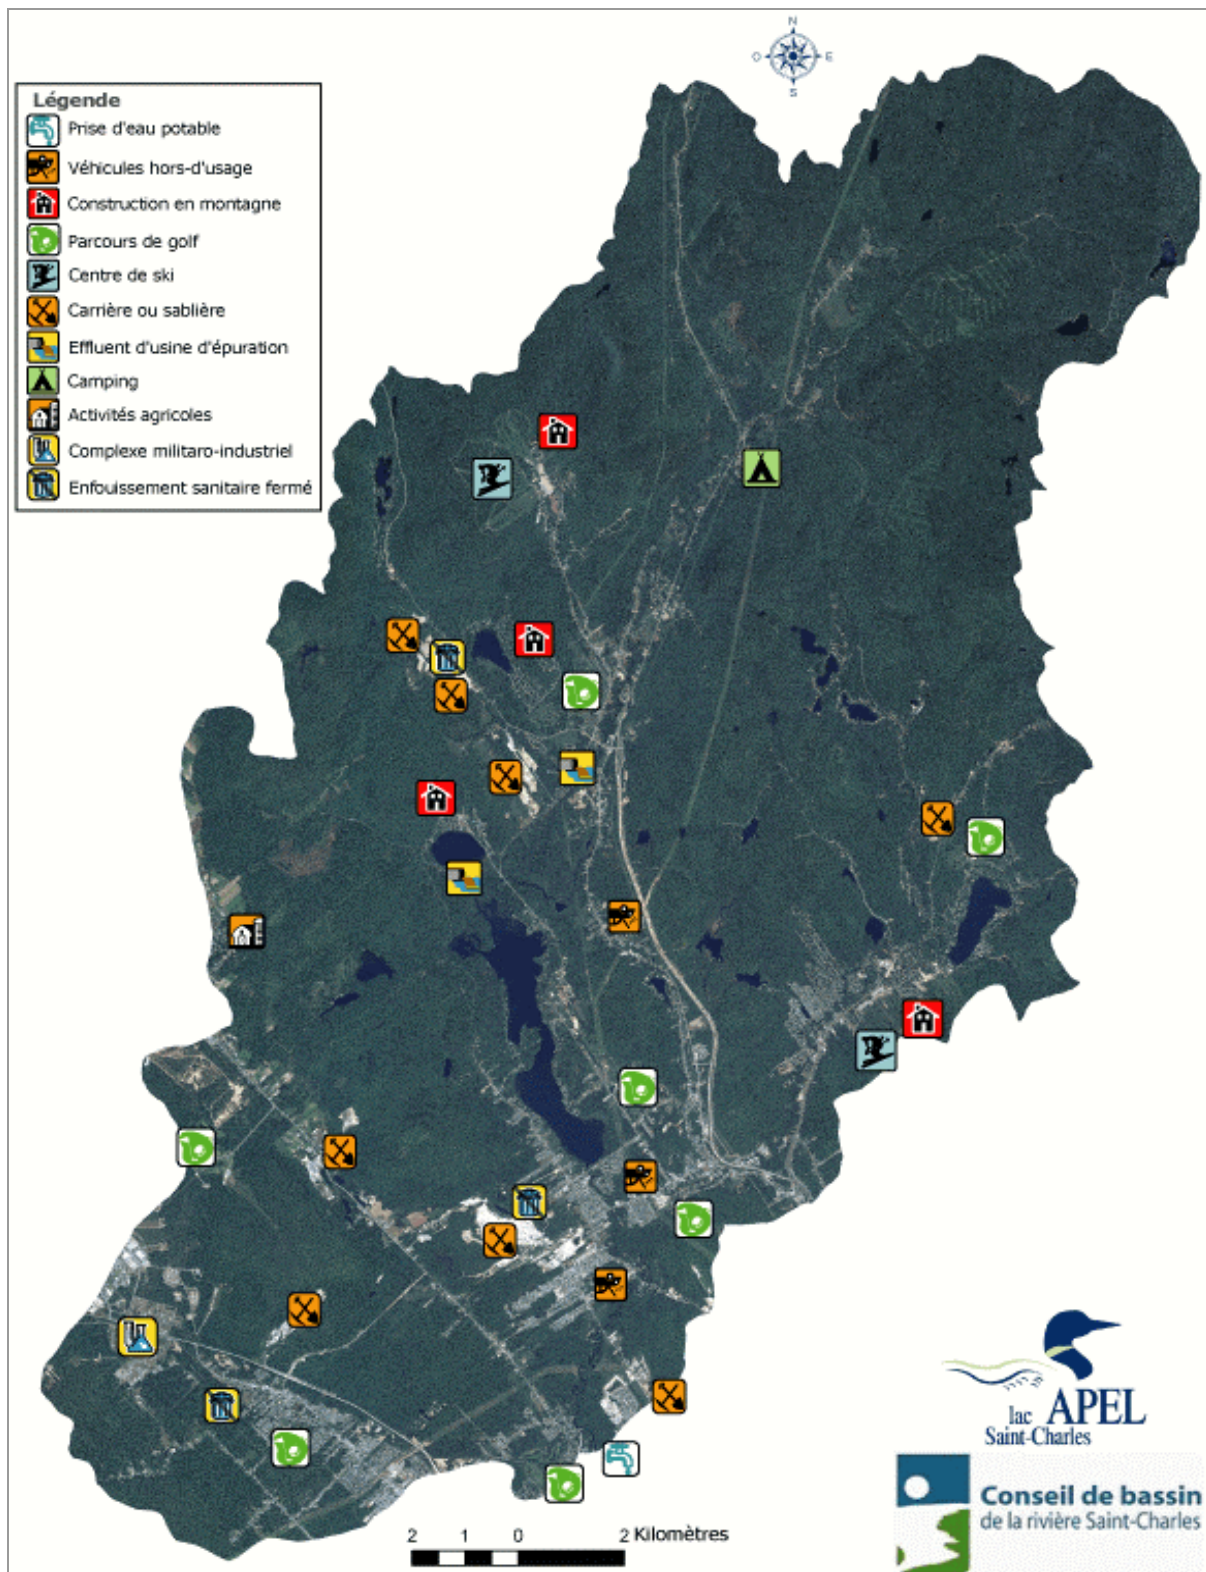 N
O
E
S
Légende
Prise d'eau potable
Véhicules hors-d'usage
Construction en montagne
Parcours de golf
Centre de ski
Carrière ou sablière
Effluent d'usine d'épuration
Camping
Activités agricoles
Complexe militaro-industriel
Enfouissement sanitaire fermé
lac APEL
Saint-Charles
Conseil de bassin
de la rivière Saint-Charles
2 1 0 2 Kilomètres